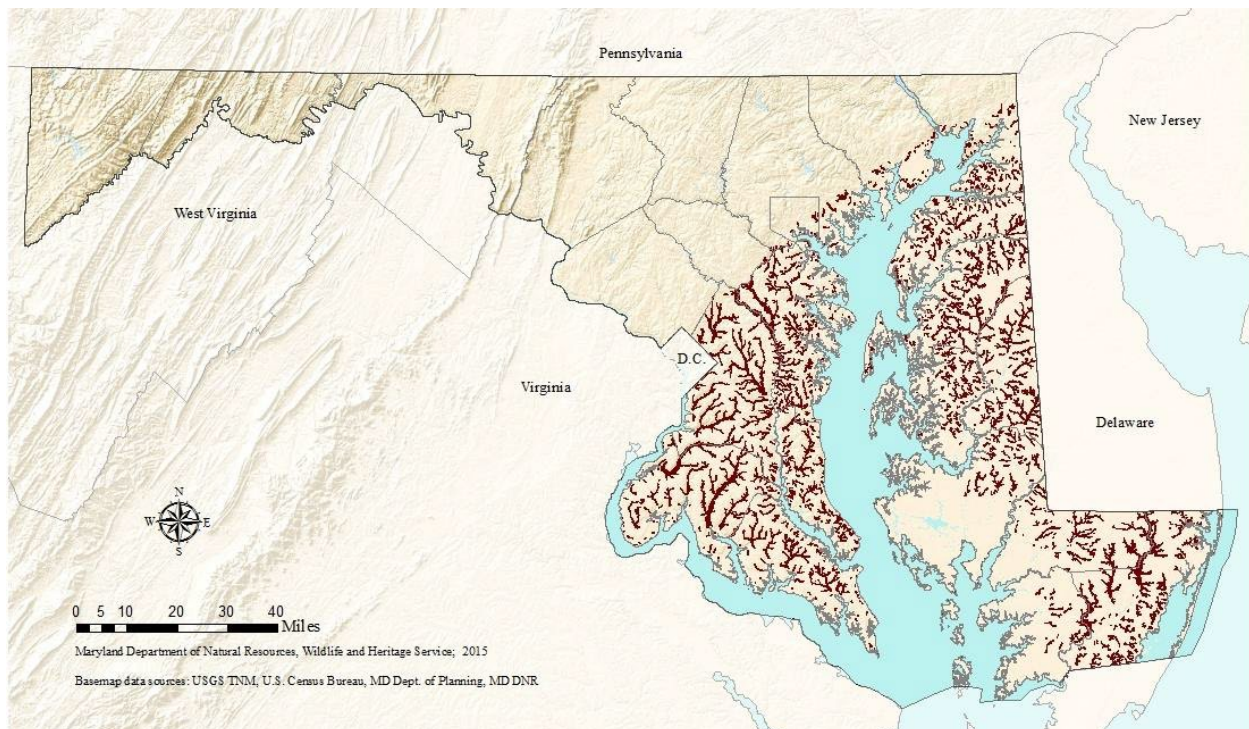 Pennsylvania
New Jersey
West Virginia
D.C.
Virginia
Delaware
N
W E
S
0 5 10 20 30 40
Miles
Maryland Department of Natural Resources, Wildlife and Heritage Service; 2015
Basemap data sources: USGS TNM, U.S. Census Bureau, MD Dept. of Planning, MD DNR